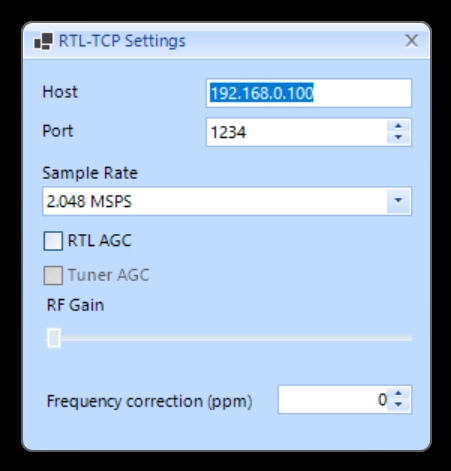 RTL-TCP Settings
Host 192.168.0.100
Port 1234
Sample Rate
2.048 MSPS
RTL AGC
Tuner AGC
RF Gain
Frequency correction (ppm) 0